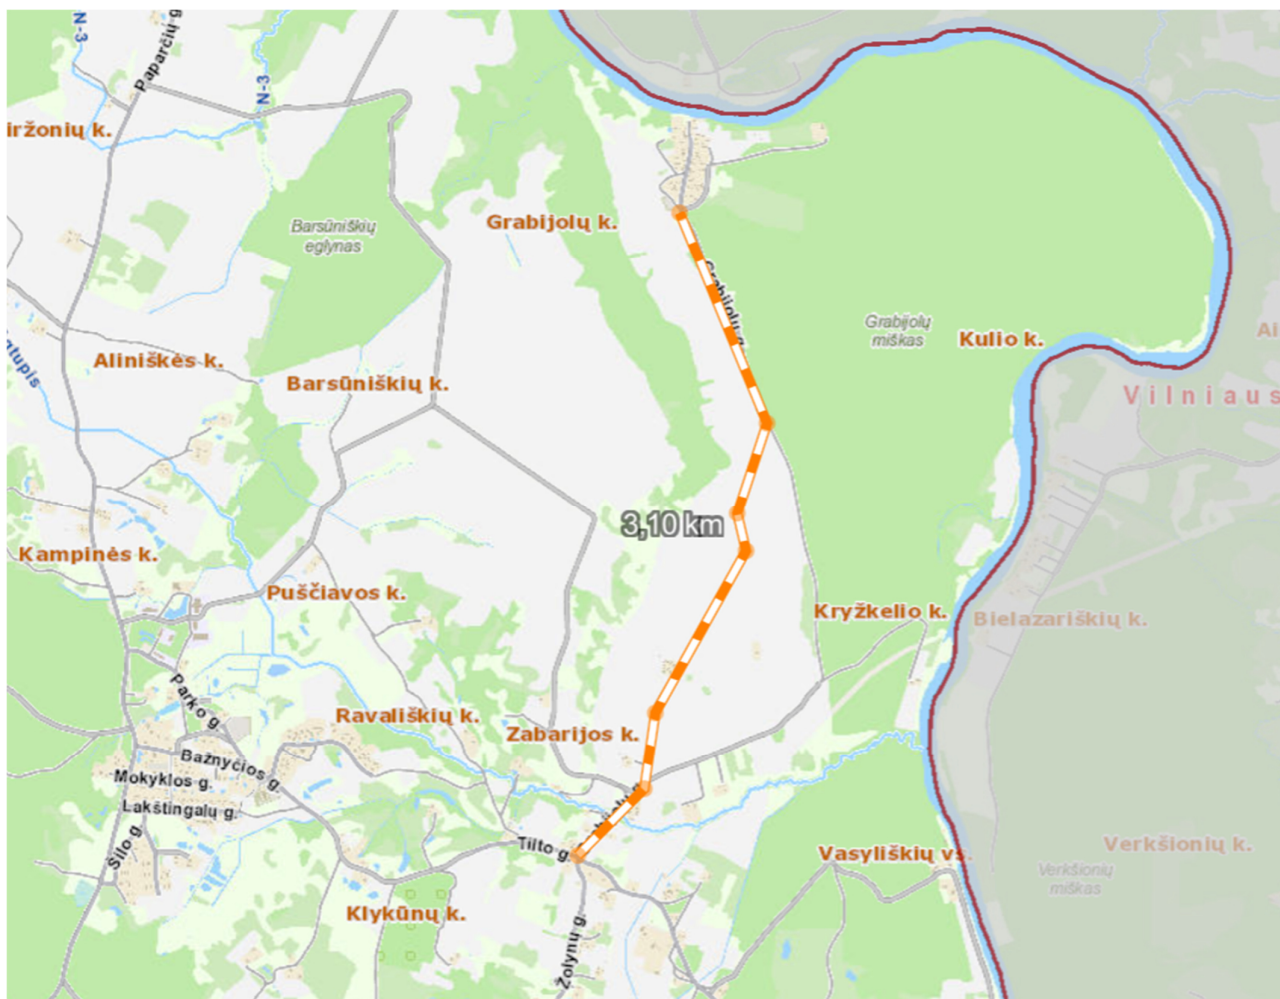 N-3
Paparčių g.
N-3
iržonių k.
Barsūniškių
eglynas
Grabijolų k.
Grabijolų g.
Grabijolų
miškas
Kulio k.
Aliniškės k.
Barsūniškių k.
Vilniaus
3,10 km
Kampinės k.
Puščiavos k.
Kryžkelio k.
Bielazariškių k.
Parko g.
Ravališkių k.
Zabarijos k.
Bažnyčios g.
Mokyklos g.
Lakštingalų g.
Šilo g.
Tilto g.
Vasyliškių vs.
Verkšionių k.
Verkšionių
miškas
Klykūnų k.
Žolynų g.